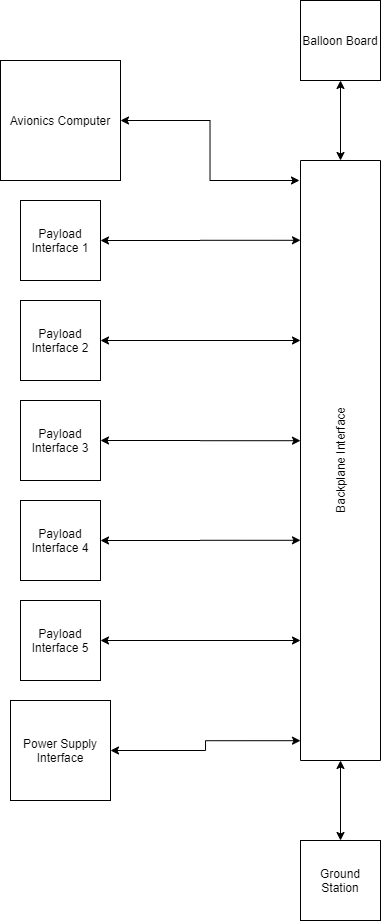 Balloon Board
Avionics Computer
Payload
Interface 1
Payload
Interface 2
Payload
Interface 3
Payload
Interface 4
Payload
Interface 5
Backplane Interface
Power Supply
Interface
Ground
Station